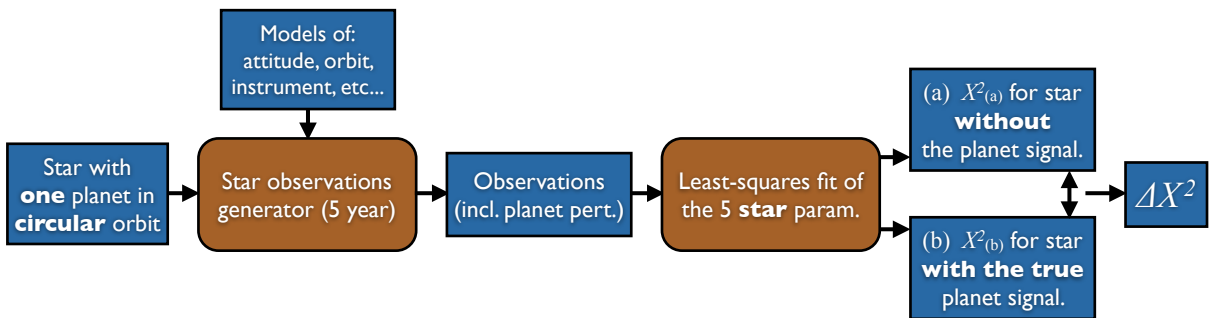 Models of:
attitude, orbit,
instrument, etc...
Star with
one planet in
circular orbit
Star observations
generator (5 year)
Observations
(incl. planet pert.)
Least-squares fit of
the 5 star param.
(a) X²(a) for star
without
the planet signal.
(b) X²(b) for star
with the true
planet signal.
ΔX²